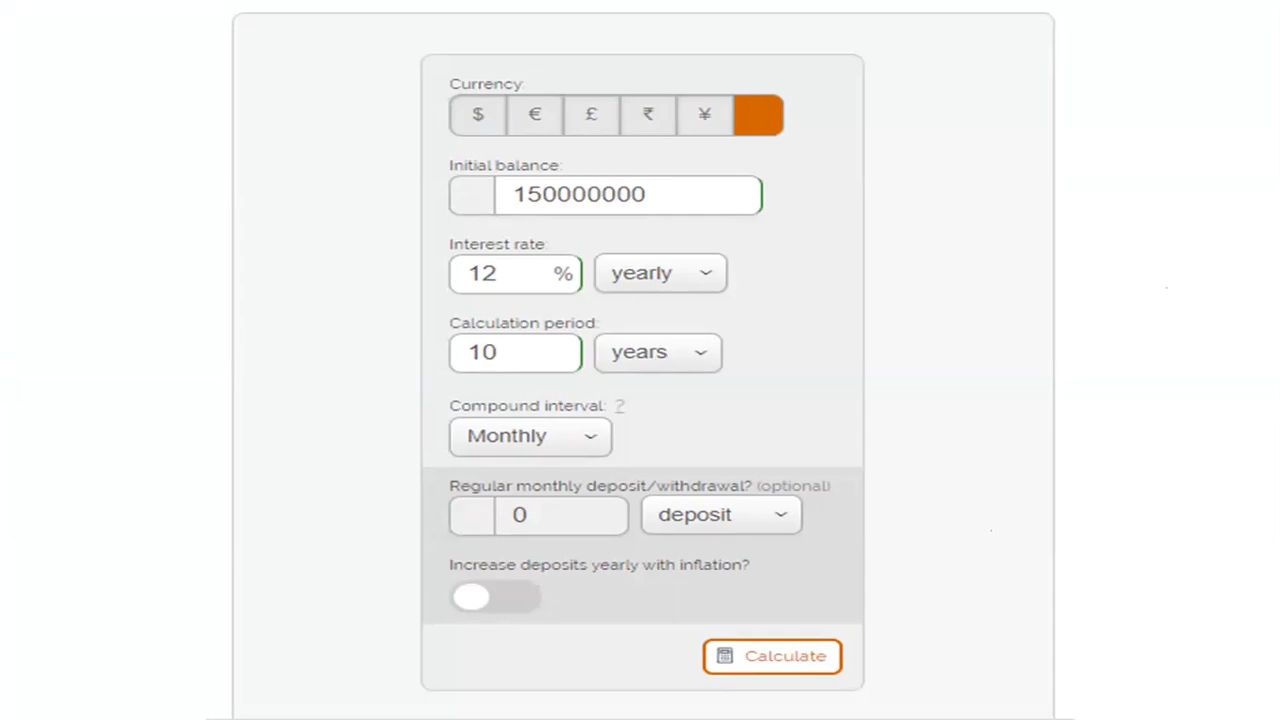 Currency:
$ € £ ₹ ¥
Initial balance:
150000000
Interest rate:
12 % yearly
Calculation period:
10 years
Compound interval: ?
Monthly
Regular monthly deposit/withdrawal? (optional)
0 deposit
Increase deposits yearly with inflation?
Calculate